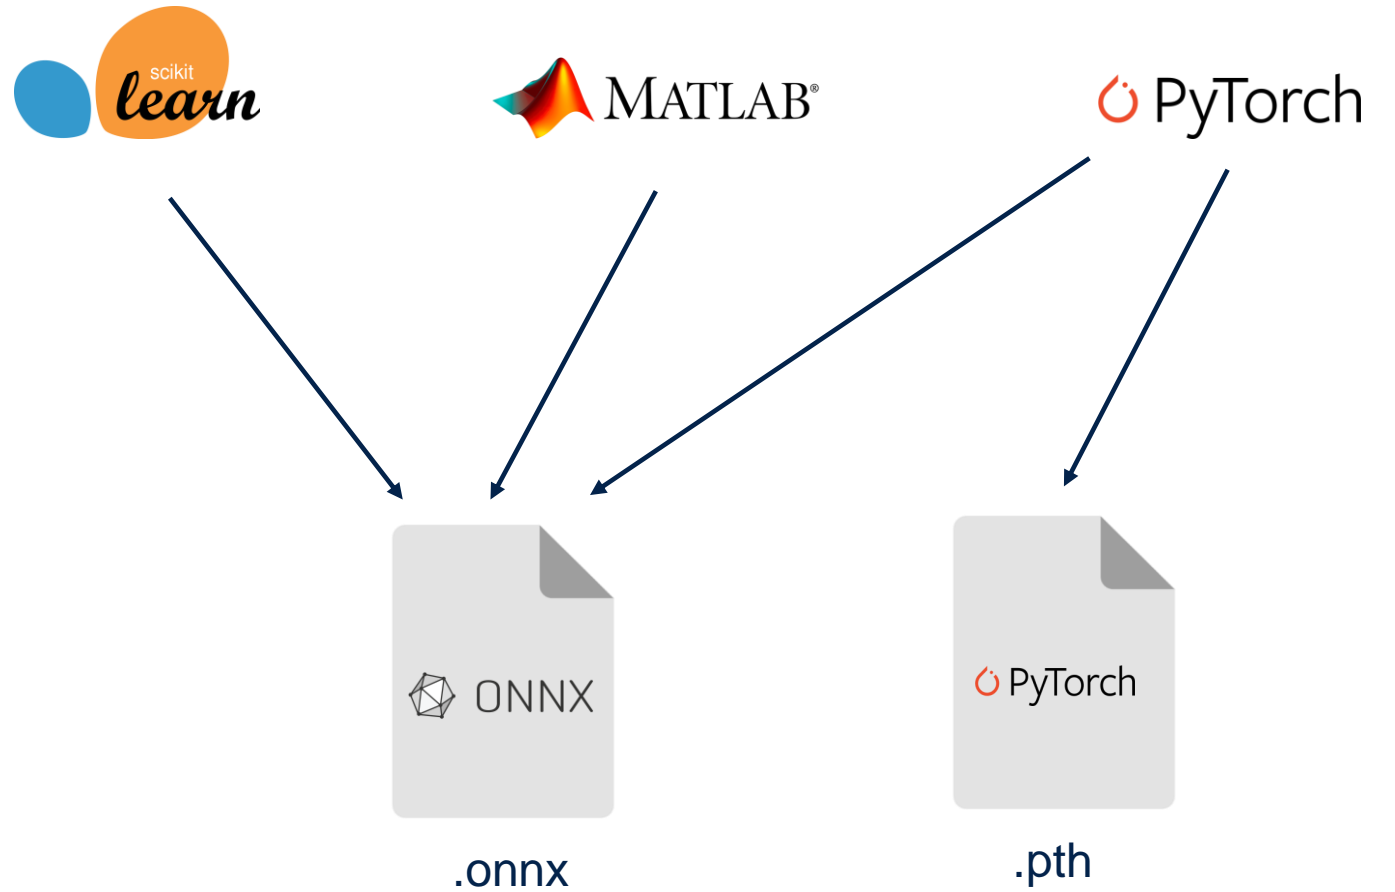 scikit
learn
MATLAB®
PyTorch
ONNX
PyTorch
.onnx
.pth